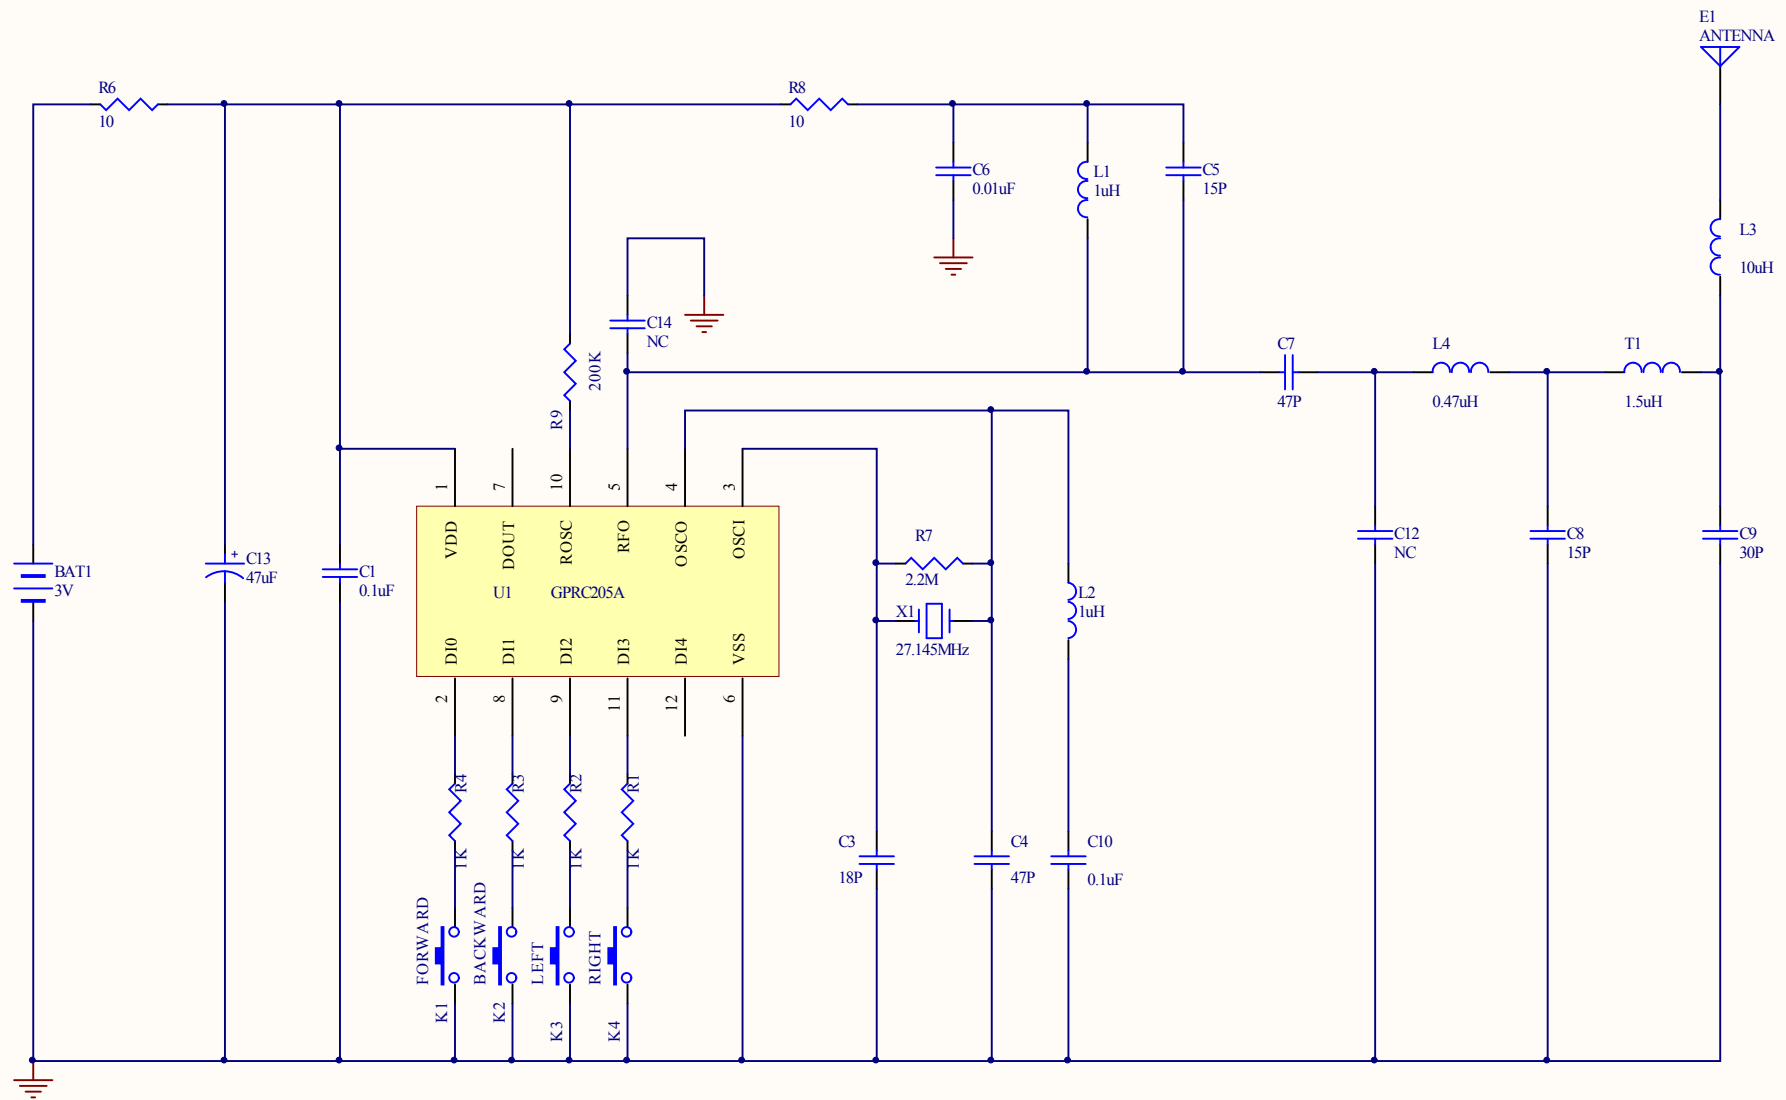 E1
ANTENNA
R6
10
R8
10
C6
0.01uF
L1
1uH
C5
15P
L3
10uH
C14
NC
200K
R9
C7
47P
L4
0.47uH
T1
1.5uH
1
7
10
5
4
3
VDD
DOUT
ROSC
RFO
OSCO
OSCI
U1
GPRC205A
DI0
DI1
DI2
DI3
DI4
VSS
2
8
9
11
12
6
BAT1
3V
+
C13
47uF
C1
0.1uF
R7
2.2M
X1
27.145MHz
L2
1uH
C12
NC
C8
15P
C9
30P
R4
1K
R3
1K
R2
1K
R1
1K
C3
18P
C4
47P
C10
0.1uF
FORWARD
BACKWARD
LEFT
RIGHT
K1
K2
K3
K4